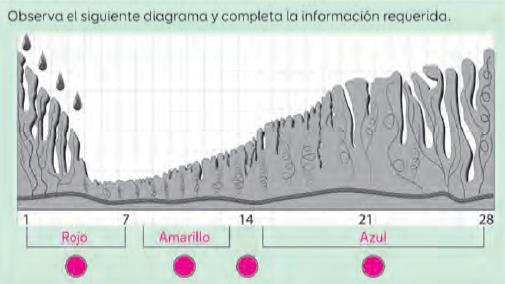 Observa el siguiente diagrama y completa la información requerida.
1 7 14 21 28
Rojo Amarillo Azul